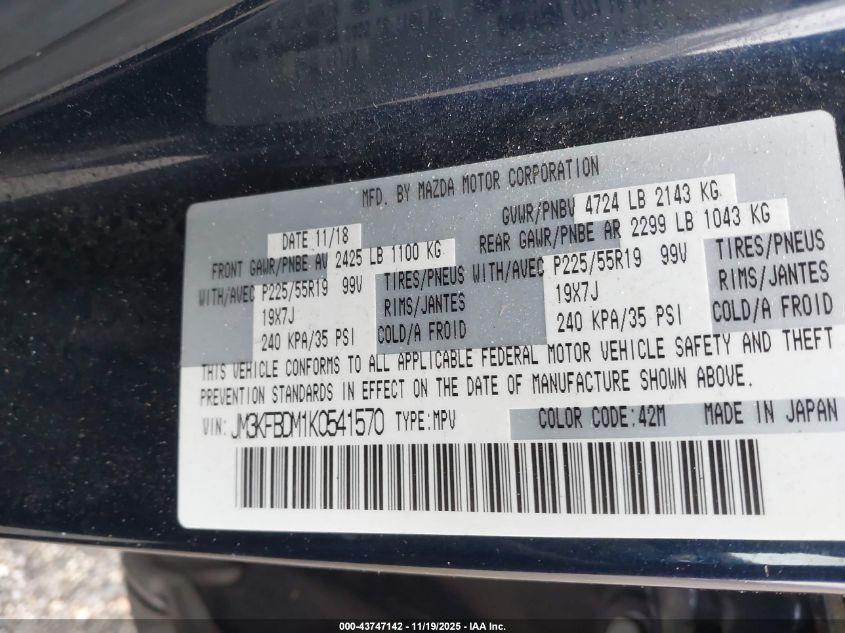 MFD. BY MAZDA MOTOR CORPORATION
DATE 11/18 GVWR/PNBV 4724 LB 2143 KG
FRONT GAWR/PNBE AV 2425 LB 1100 KG REAR GAWR/PNBE AR 2299 LB 1043 KG
WITH/AVEC P225/55R19 99V TIRES/PNEUS WITH/AVEC P225/55R19 99V TIRES/PNEUS
19X7J RIMS/JANTES 19X7J RIMS/JANTES
240 KPA/35 PSI COLD/A FROID 240 KPA/35 PSI COLD/A FROID
THIS VEHICLE CONFORMS TO ALL APPLICABLE FEDERAL MOTOR VEHICLE SAFETY AND THEFT
PREVENTION STANDARDS IN EFFECT ON THE DATE OF MANUFACTURE SHOWN ABOVE.
VIN: JM3KFBDM1K0541570 TYPE:MPV COLOR CODE:42M MADE IN JAPAN
000-43747142 - 11/19/2025 - IAA Inc.